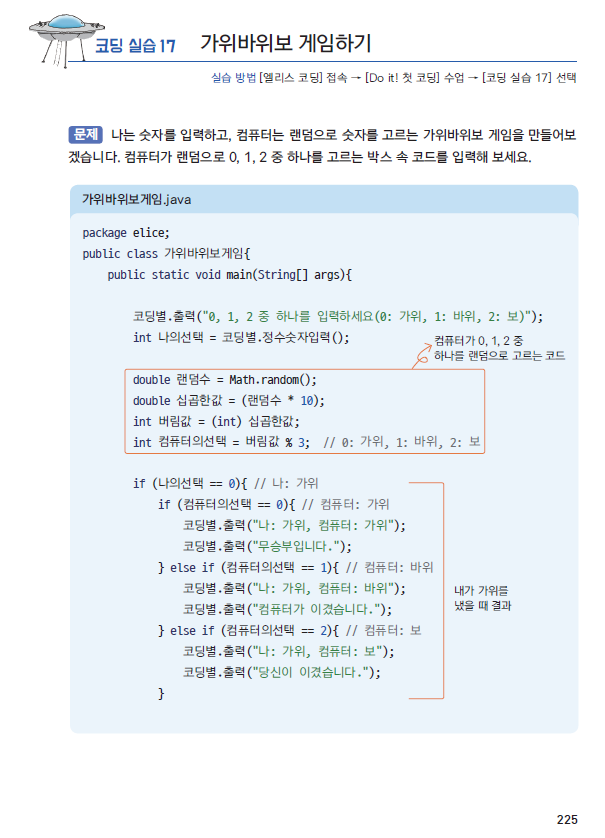 코딩 실습 17 가위바위보 게임하기
실습 방법 [엘리스 코딩] 접속 → [Do it! 첫 코딩] 수업 → [코딩 실습 17] 선택
문제 나는 숫자를 입력하고, 컴퓨터는 랜덤으로 숫자를 고르는 가위바위보 게임을 만들어보
겠습니다. 컴퓨터가 랜덤으로 0, 1, 2 중 하나를 고르는 박스 속 코드를 입력해 보세요.
가위바위보게임.java
package elice;
public class 가위바위보게임{
public static void main(String[] args){
코딩별.출력("0, 1, 2 중 하나를 입력하세요(0: 가위, 1: 바위, 2: 보)");
int 나의선택 = 코딩별.정수숫자입력();
컴퓨터가 0, 1, 2 중
하나를 랜덤으로 고르는 코드
double 랜덤수 = Math.random();
double 십곱한값 = (랜덤수 * 10);
int 버림값 = (int) 십곱한값;
int 컴퓨터의선택 = 버림값 % 3; // 0: 가위, 1: 바위, 2: 보
if (나의선택 == 0){ // 나: 가위
if (컴퓨터의선택 == 0){ // 컴퓨터: 가위
코딩별.출력("나: 가위, 컴퓨터: 가위");
코딩별.출력("무승부입니다.");
} else if (컴퓨터의선택 == 1){ // 컴퓨터: 바위
코딩별.출력("나: 가위, 컴퓨터: 바위");
코딩별.출력("컴퓨터가 이겼습니다.");
} else if (컴퓨터의선택 == 2){ // 컴퓨터: 보
코딩별.출력("나: 가위, 컴퓨터: 보");
코딩별.출력("당신이 이겼습니다.");
}
내가 가위를
냈을 때 결과
225